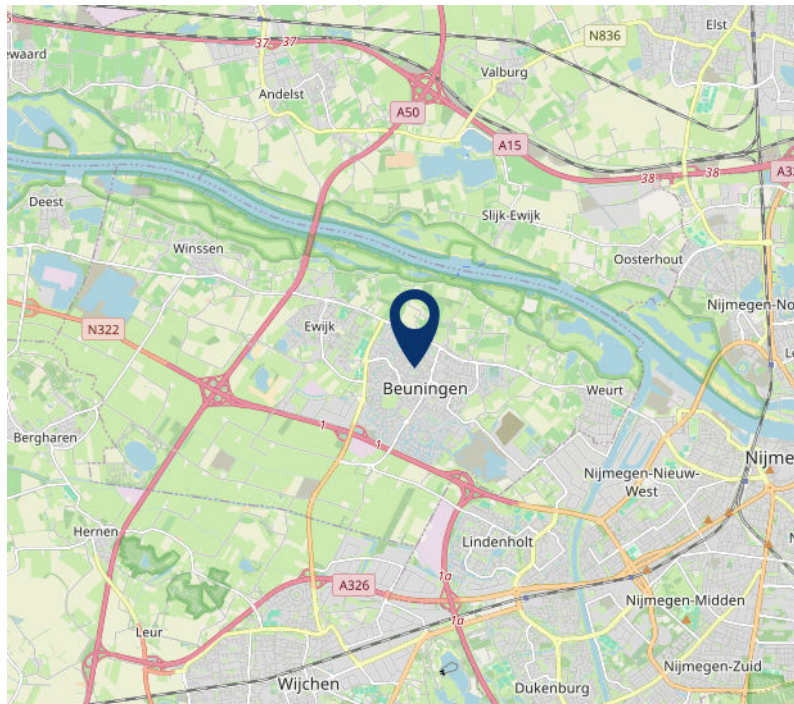 Elst
N836
37
37
ewaard
Valburg
Andelst
A50
A15
38
38
A32
Deest
Slijk-Ewijk
Winssen
Oosterhout
Nijmegen-No
N322
Ewijk
Beuningen
Weurt
1
1
Bergharen
Nijme
Nijmegen-Nieuw-
West
Hernen
Lindenholt
1a
A326
Nijmegen-Midden
1a
Leur
Nijmegen-Zuid
Wijchen
Dukenburg